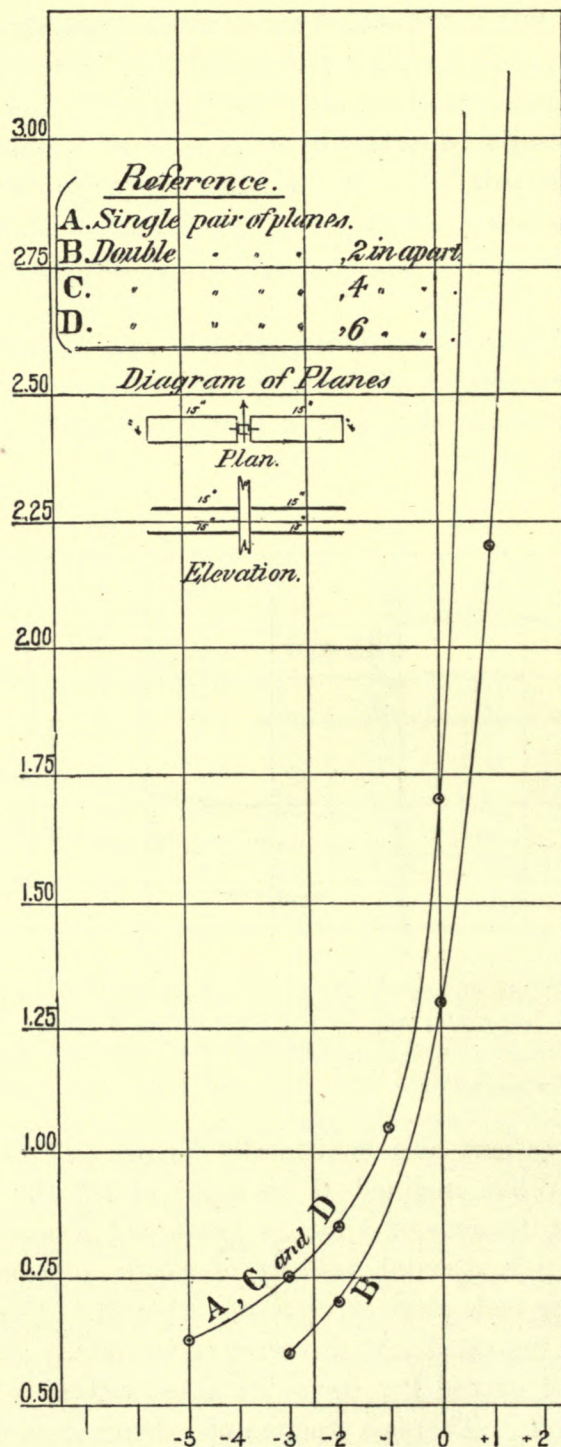 3.00
Reference.
A. Single pair of planes.
B. Double " " " , 2 in apart
2.75
C. " " " " , 4 " " .
D. " " " " , 6 " " .
2.50
Diagram of Planes
15" 15"
4" 4"
Plan.
2,25
15" 15"
15" 15"
Elevation.
2.00
1.75
1.50
1.25
1,00
A, C and D
0.75
B
0.50
-5 -3 -2 0 +1 +2